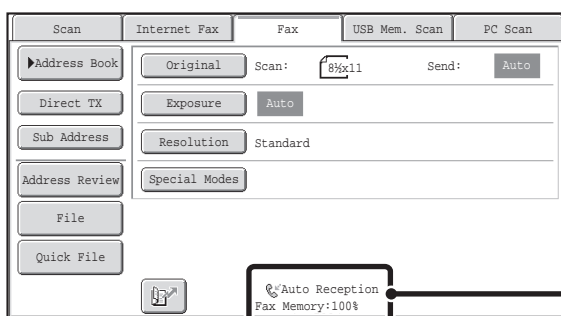 Scan Internet Fax Fax USB Mem. Scan PC Scan
Address Book Original Scan: 8½x11 Send: Auto
Direct TX Exposure Auto
Sub Address Resolution Standard
Address Review Special Modes
File
Quick File
Auto Reception
Fax Memory:100%